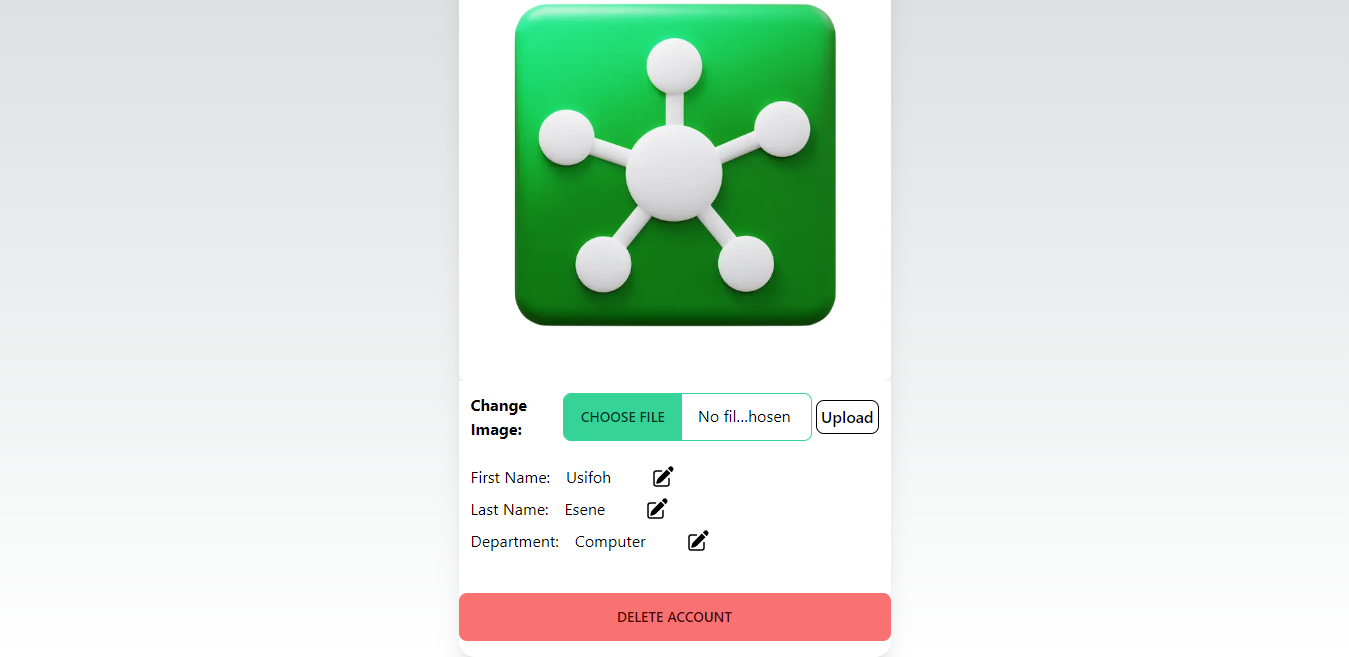 Change Image:
CHOOSE FILE No fil...hosen Upload
First Name: Usifoh
Last Name: Esene
Department: Computer
DELETE ACCOUNT